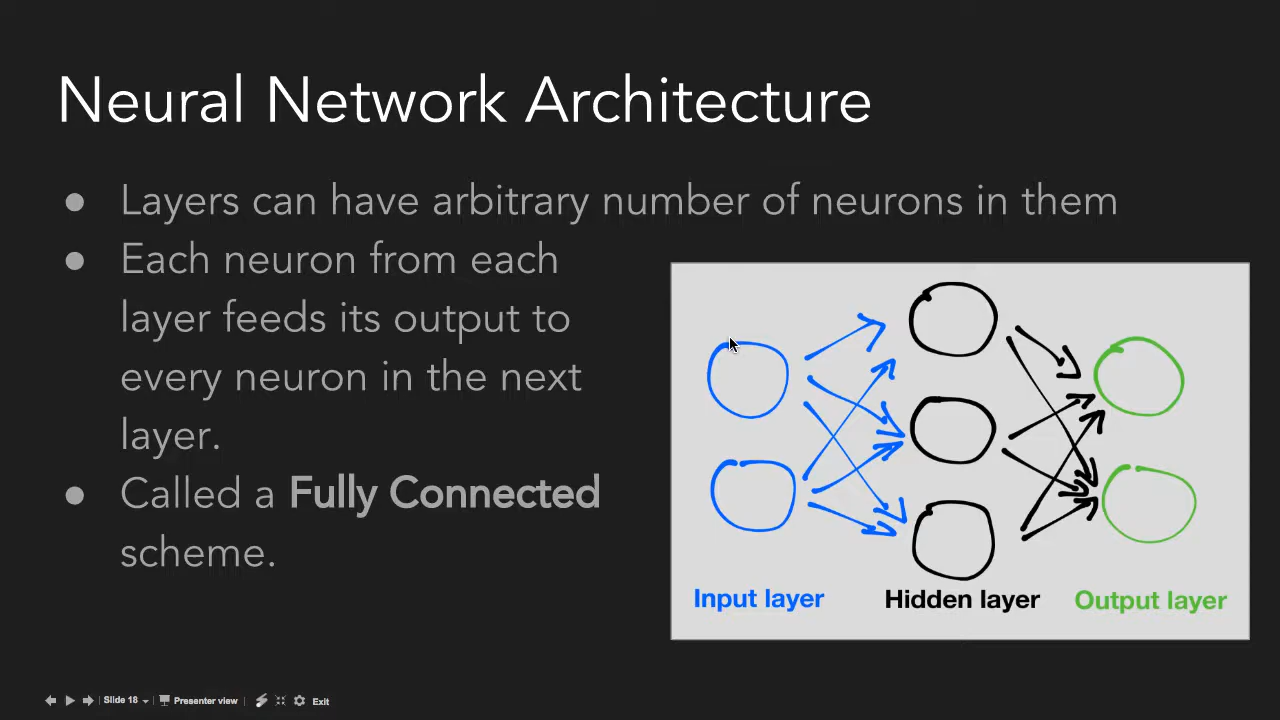 Neural Network Architecture
● Layers can have arbitrary number of neurons in them
● Each neuron from each
layer feeds its output to
every neuron in the next
layer.
● Called a Fully Connected
scheme.
Input layer
Hidden layer
Output layer
Slide 18
Presenter view
Exit